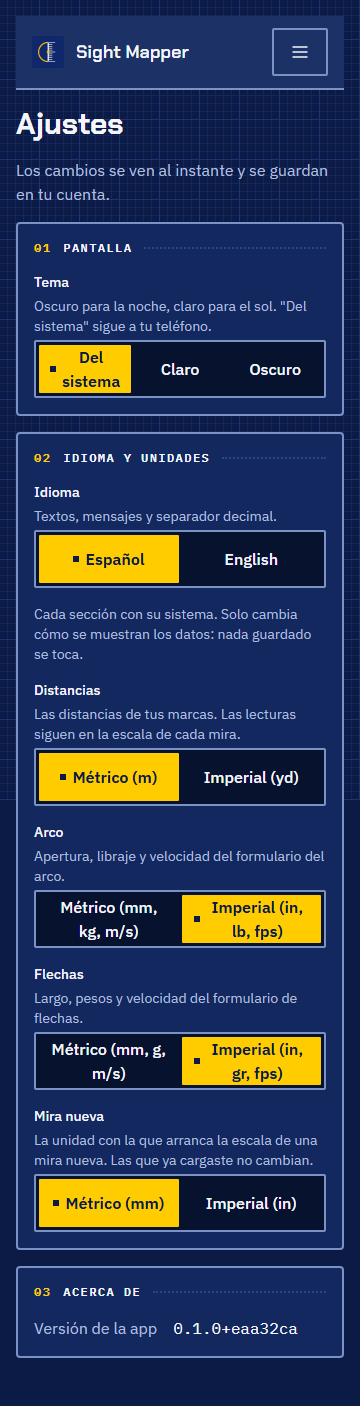 Sight Mapper
Ajustes
Los cambios se ven al instante y se guardan
en tu cuenta.
01 PANTALLA
Tema
Oscuro para la noche, claro para el sol. "Del
sistema" sigue a tu teléfono.
Del
sistema
Claro
Oscuro
02 IDIOMA Y UNIDADES
Idioma
Textos, mensajes y separador decimal.
Español
English
Cada sección con su sistema. Solo cambia
cómo se muestran los datos: nada guardado
se toca.
Distancias
Las distancias de tus marcas. Las lecturas
siguen en la escala de cada mira.
Métrico (m)
Imperial (yd)
Arco
Apertura, libraje y velocidad del formulario del
arco.
Métrico (mm,
kg, m/s)
Imperial (in,
lb, fps)
Flechas
Largo, pesos y velocidad del formulario de
flechas.
Métrico (mm, g,
m/s)
Imperial (in,
gr, fps)
Mira nueva
La unidad con la que arranca la escala de una
mira nueva. Las que ya cargaste no cambian.
Métrico (mm)
Imperial (in)
03 ACERCA DE
Versión de la app 0.1.0+eaa32ca